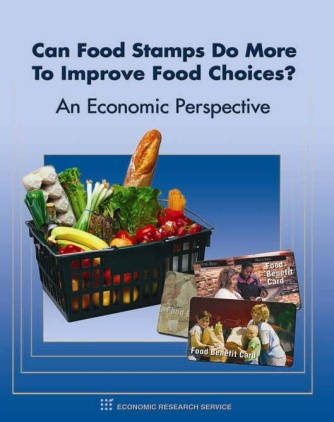 Can Food Stamps Do More
To Improve Food Choices?
An Economic Perspective
Food
Benefit
Card
Food
Food Benefit Card
ECONOMIC RESEARCH SERVICE